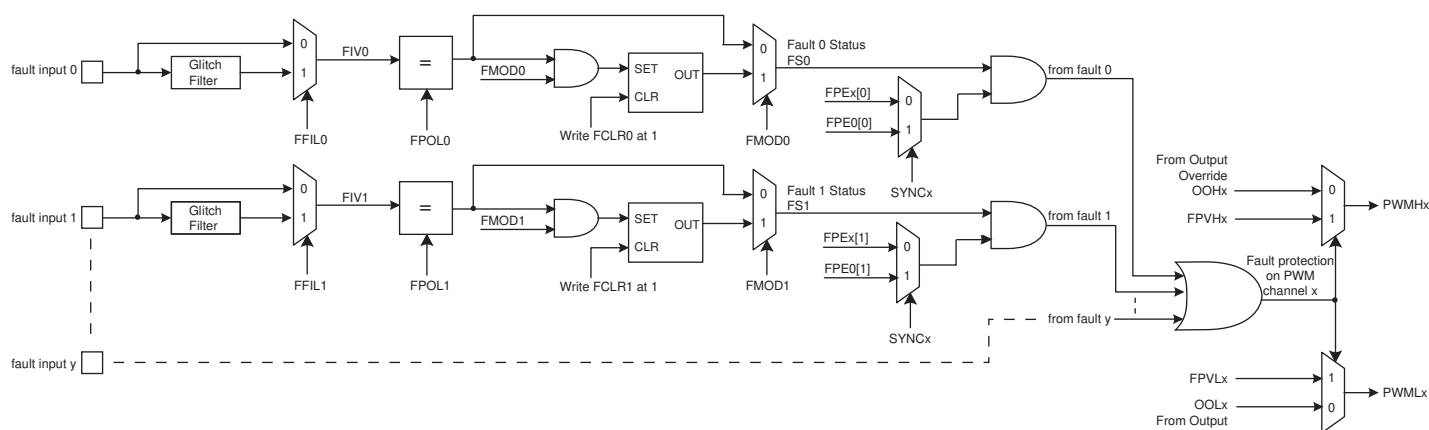 fault input 0
Glitch
Filter
0
1
FFIL0
FIV0
=
FPOL0
FMOD0
SET
OUT
CLR
Write FCLR0 at 1
0
1
FMOD0
Fault 0 Status
FS0
FPEx[0]
FPE0[0]
0
1
SYNCx
from fault 0
fault input 1
Glitch
Filter
0
1
FFIL1
FIV1
=
FPOL1
FMOD1
SET
OUT
CLR
Write FCLR1 at 1
0
1
FMOD1
Fault 1 Status
FS1
FPEx[1]
FPE0[1]
0
1
SYNCx
from fault 1
fault input y
from fault y
From Output
Override
OOHx
FPVHx
0
1
PWMHx
Fault protection
on PWM
channel x
FPVLx
OOLx
From Output
1
0
PWMLx